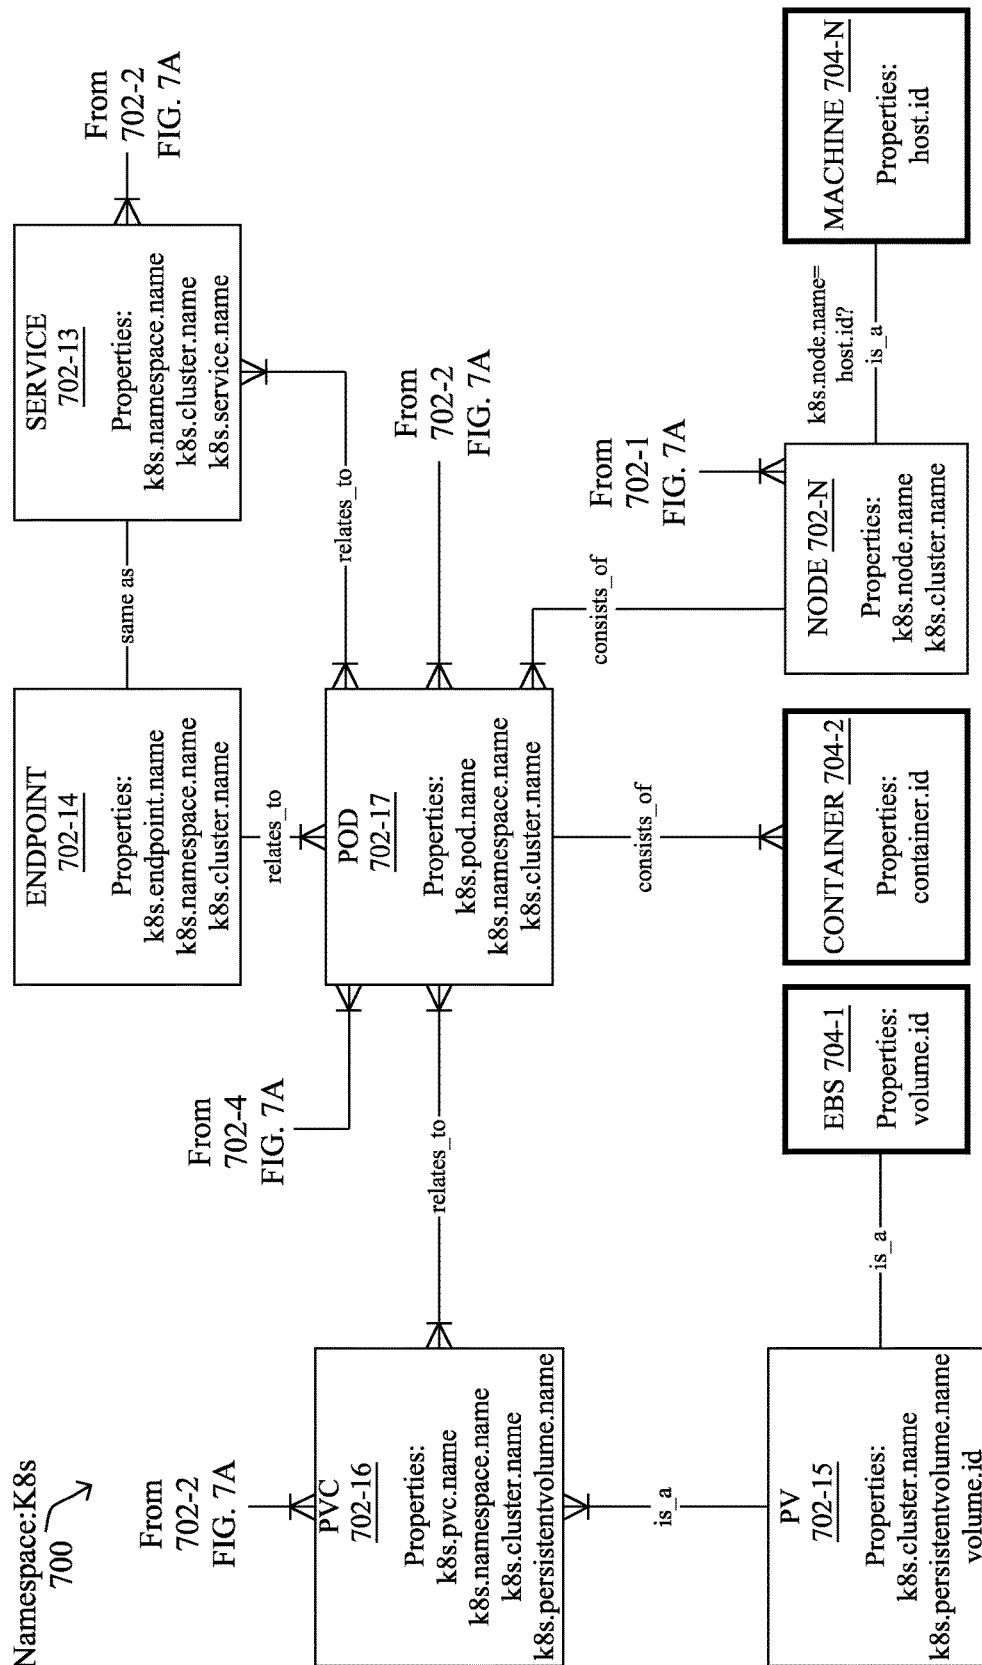 Namespace:K8s
700
From
702-2
FIG. 7A
PVC
702-16
Properties:
k8s.pvc.name
k8s.namespace.name
k8s.cluster.name
k8s.persistentvolume.name
is_a
PV
702-15
Properties:
k8s.cluster.name
k8s.persistentvolume.name
volume.id
is_a
EBS 704-1
Properties:
volume.id
relates_to
From
702-4
FIG. 7A
ENDPOINT
702-14
Properties:
k8s.endpoint.name
k8s.namespace.name
k8s.cluster.name
relates_to
POD
702-17
Properties:
k8s.pod.name
k8s.namespace.name
k8s.cluster.name
consists_of
CONTAINER 704-2
Properties:
container.id
same as
SERVICE
702-13
Properties:
k8s.namespace.name
k8s.cluster.name
k8s.service.name
From
702-2
FIG. 7A
relates_to
From
702-2
FIG. 7A
consists_of
From
702-1
FIG. 7A
NODE 702-N
Properties:
k8s.node.name
k8s.cluster.name
k8s.node.name=
host.id?
is_a
MACHINE 704-N
Properties:
host.id